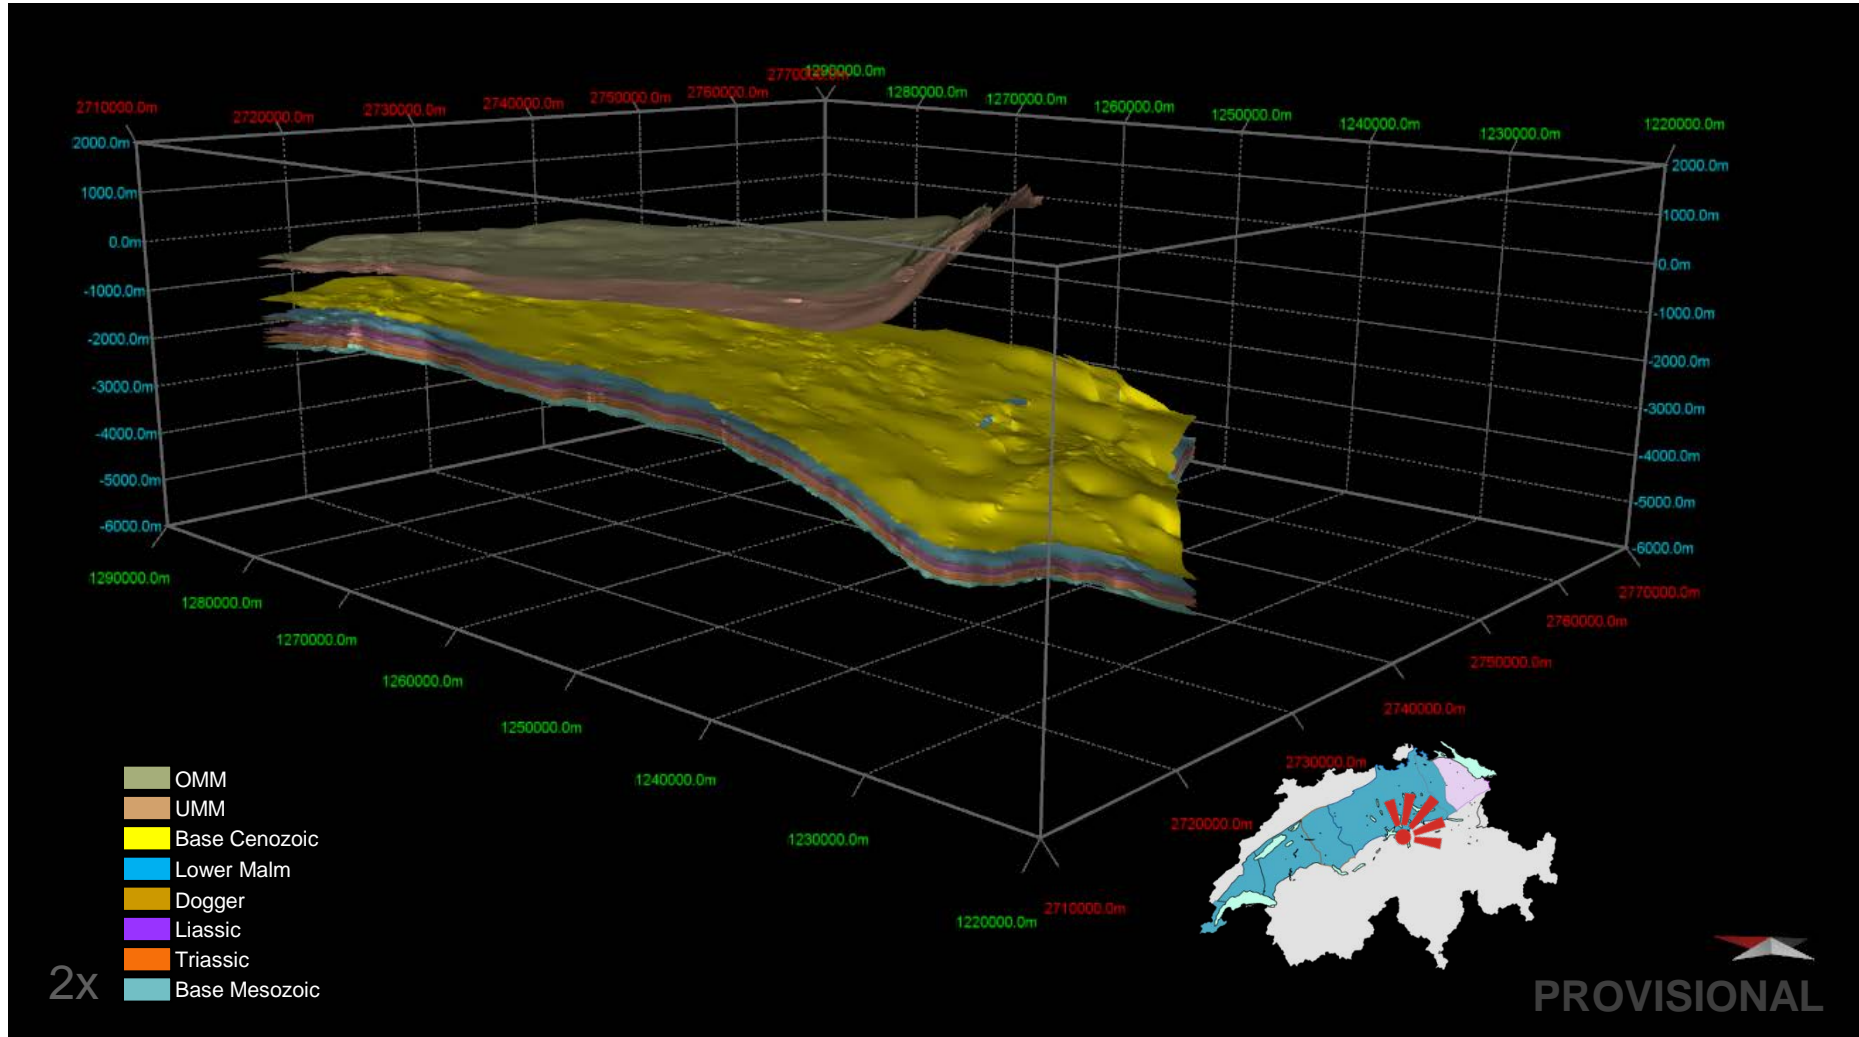 2770000.0m 1290000.0m
2710000.0m 2720000.0m 2730000.0m 2740000.0m 2750000.0m 2760000.0m 1280000.0m 1270000.0m 1260000.0m 1250000.0m 1240000.0m 1230000.0m 1220000.0m
2000.0m
1000.0m
0.0m
-1000.0m
-2000.0m
-3000.0m
-4000.0m
-5000.0m
-6000.0m
2000.0m
1000.0m
0.0m
-1000.0m
-2000.0m
-3000.0m
-4000.0m
-5000.0m
-6000.0m
1290000.0m
1280000.0m
1270000.0m
1260000.0m
1250000.0m
1240000.0m
1230000.0m
1220000.0m
2770000.0m
2760000.0m
2750000.0m
2740000.0m
2730000.0m
2720000.0m
2710000.0m
OMM
UMM
Base Cenozoic
Lower Malm
Dogger
Liassic
Triassic
Base Mesozoic
2x
PROVISIONAL